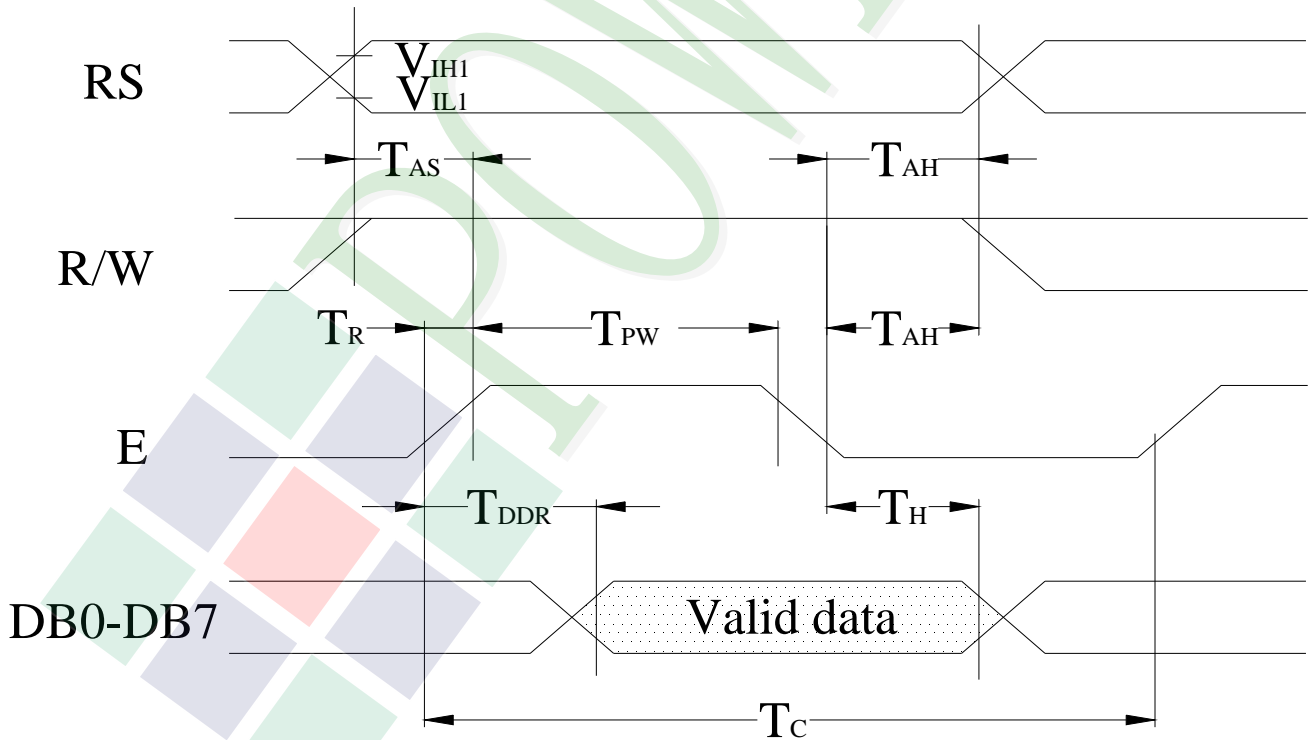 RS
VIH1
VIL1
TAS
TAH
R/W
TR
TPW
TAH
E
TDDR
TH
DB0-DB7
Valid data
TC